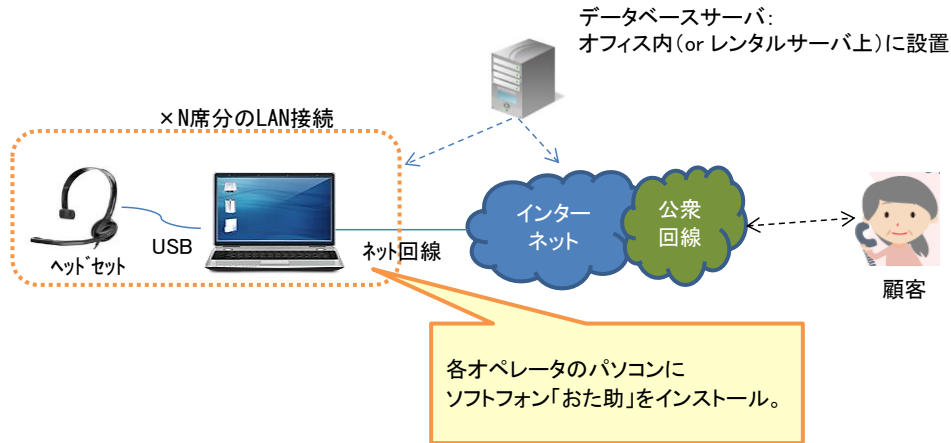 データベースサーバ:
オフィス内(or レンタルサーバ上)に設置
×N席分のLAN接続
インター
ネット
公衆
回線
USB
ネット回線
ヘッドセット
顧客
各オペレータのパソコンに
ソフトフォン「おた助」をインストール。